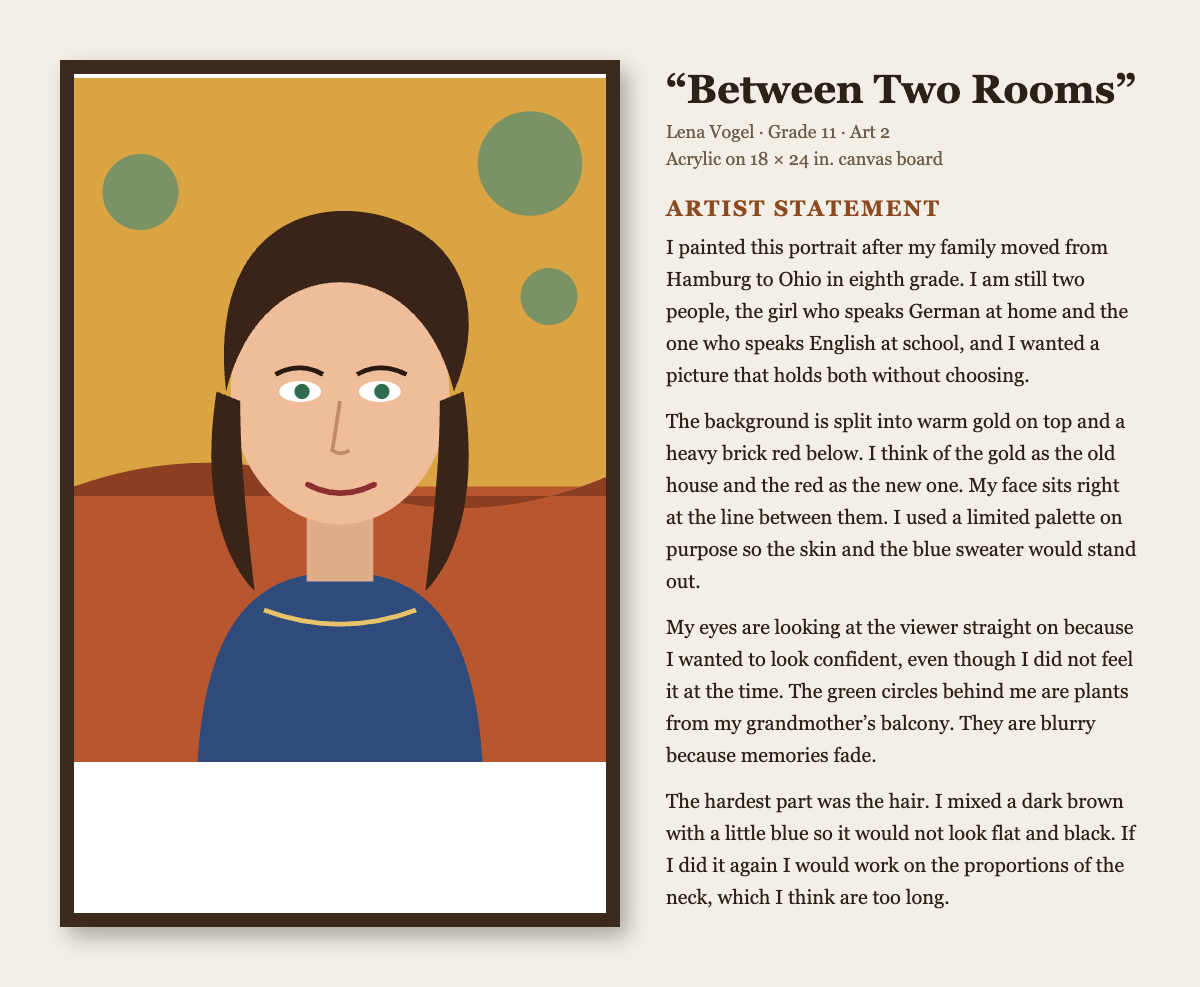 “Between Two Rooms”
Lena Vogel · Grade 11 · Art 2
Acrylic on 18 × 24 in. canvas board
ARTIST STATEMENT
I painted this portrait after my family moved from
Hamburg to Ohio in eighth grade. I am still two
people, the girl who speaks German at home and the
one who speaks English at school, and I wanted a
picture that holds both without choosing.
The background is split into warm gold on top and a
heavy brick red below. I think of the gold as the old
house and the red as the new one. My face sits right
at the line between them. I used a limited palette on
purpose so the skin and the blue sweater would stand
out.
My eyes are looking at the viewer straight on because
I wanted to look confident, even though I did not feel
it at the time. The green circles behind me are plants
from my grandmother’s balcony. They are blurry
because memories fade.
The hardest part was the hair. I mixed a dark brown
with a little blue so it would not look flat and black. If
I did it again I would work on the proportions of the
neck, which I think are too long.